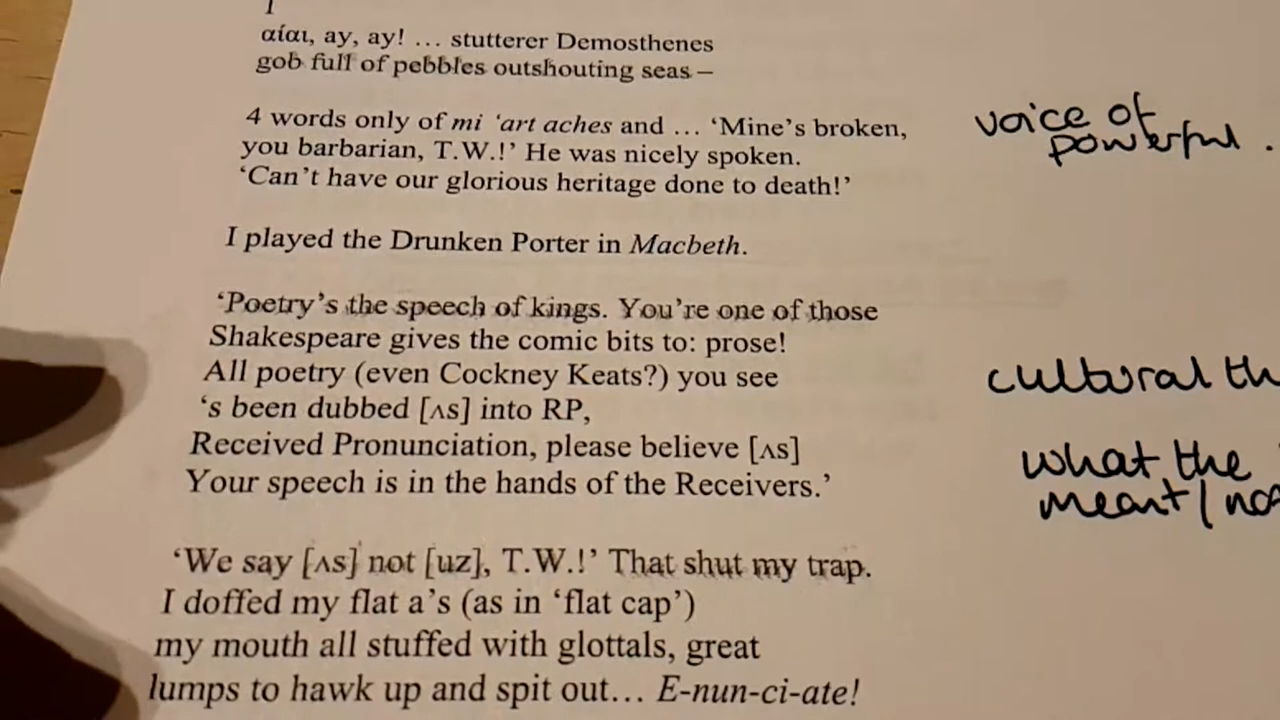 I
αίαι, ay, ay! … stutterer Demosthenes
gob full of pebbles outshouting seas –
4 words only of mi 'art aches and … 'Mine's broken,
you barbarian, T.W.!' He was nicely spoken.
'Can't have our glorious heritage done to death!'
voice of
powerful.
I played the Drunken Porter in Macbeth.
'Poetry's the speech of kings. You're one of those
Shakespeare gives the comic bits to: prose!
All poetry (even Cockney Keats?) you see
's been dubbed [ʌs] into RP,
Received Pronunciation, please believe [ʌs]
Your speech is in the hands of the Receivers.'
cultural th
what the
meant/
'We say [ʌs] not [uz], T.W.!' That shut my trap.
I doffed my flat a's (as in 'flat cap')
my mouth all stuffed with glottals, great
lumps to hawk up and spit out… E-nun-ci-ate!